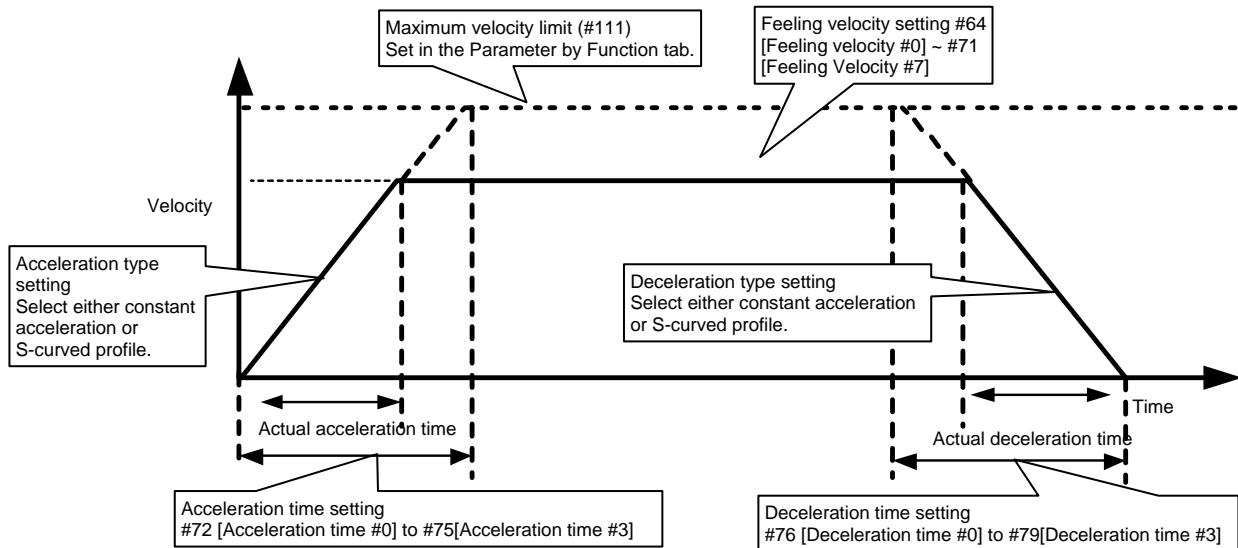 Maximum velocity limit (#111)
Set in the Parameter by Function tab.
Feeling velocity setting #64
[Feeling velocity #0] ~ #71
[Feeling Velocity #7]
Velocity
Acceleration type
setting
Select either constant
acceleration or
S-curved profile.
Deceleration type setting
Select either constant acceleration
or S-curved profile.
Time
Actual acceleration time
Actual deceleration time
Acceleration time setting
#72 [Acceleration time #0] to #75[Acceleration time #3]
Deceleration time setting
#76 [Deceleration time #0] to #79[Deceleration time #3]